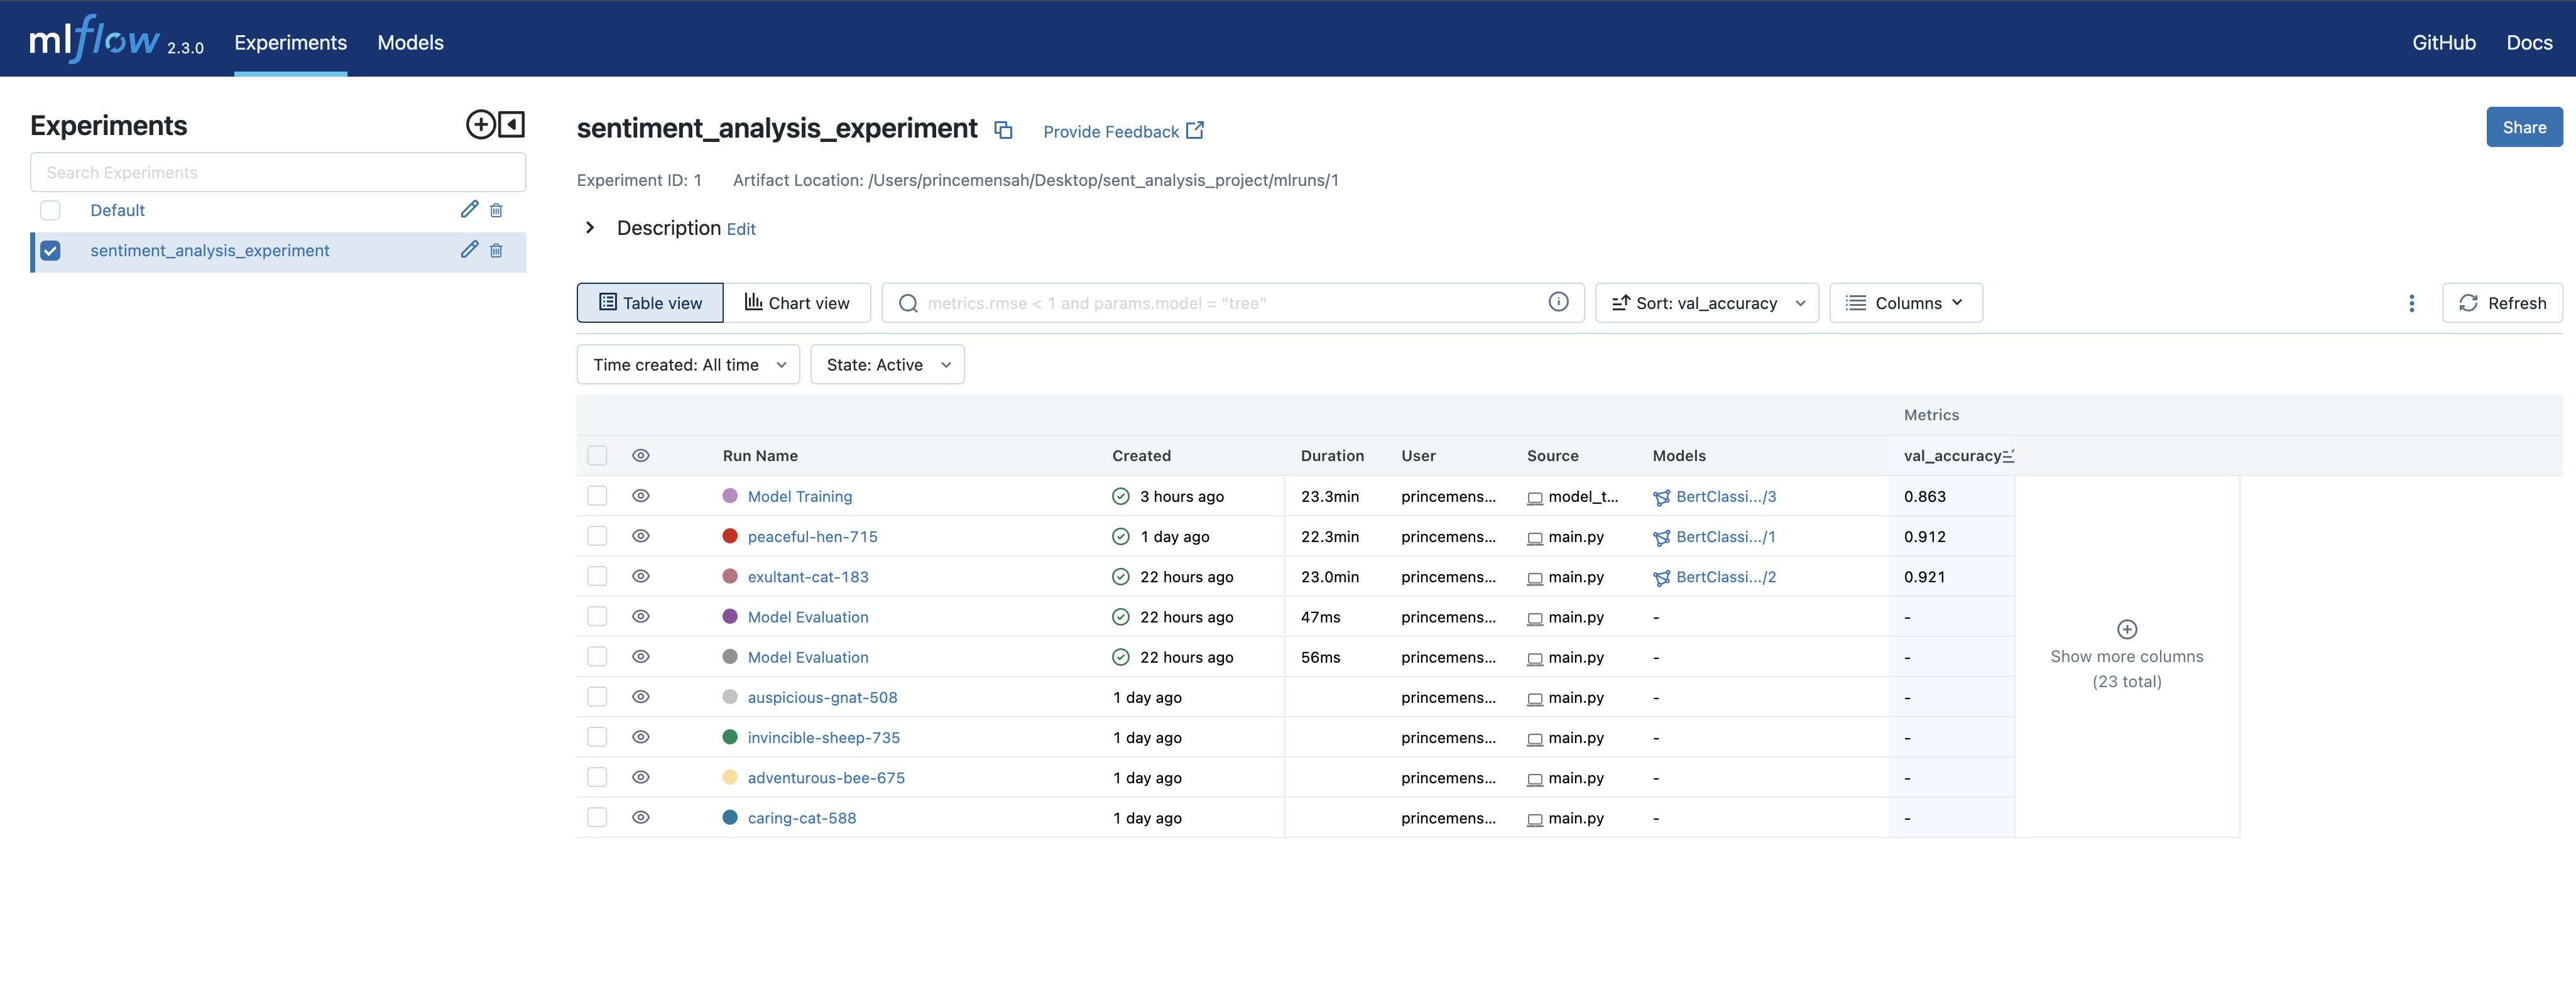 mlflow 2.3.0 Experiments Models GitHub Docs
Experiments
Search Experiments
Default
sentiment_analysis_experiment
sentiment_analysis_experiment Provide Feedback Share
Experiment ID: 1 Artifact Location: /Users/princemensah/Desktop/sent_analysis_project/mlruns/1
Description Edit
Table view Chart view metrics.rmse < 1 and params.model = "tree" Sort: val_accuracy Columns Refresh
Time created: All time State: Active
Metrics
Run Name Created Duration User Source Models val_accuracy
Model Training 3 hours ago 23.3min princemens... model_t... BertClassi.../3 0.863
peaceful-hen-715 1 day ago 22.3min princemens... main.py BertClassi.../1 0.912
exultant-cat-183 22 hours ago 23.0min princemens... main.py BertClassi.../2 0.921
Model Evaluation 22 hours ago 47ms princemens... main.py - -
Model Evaluation 22 hours ago 56ms princemens... main.py - -
auspicious-gnat-508 1 day ago princemens... main.py - -
invincible-sheep-735 1 day ago princemens... main.py - -
adventurous-bee-675 1 day ago princemens... main.py - -
caring-cat-588 1 day ago princemens... main.py - -
Show more columns
(23 total)